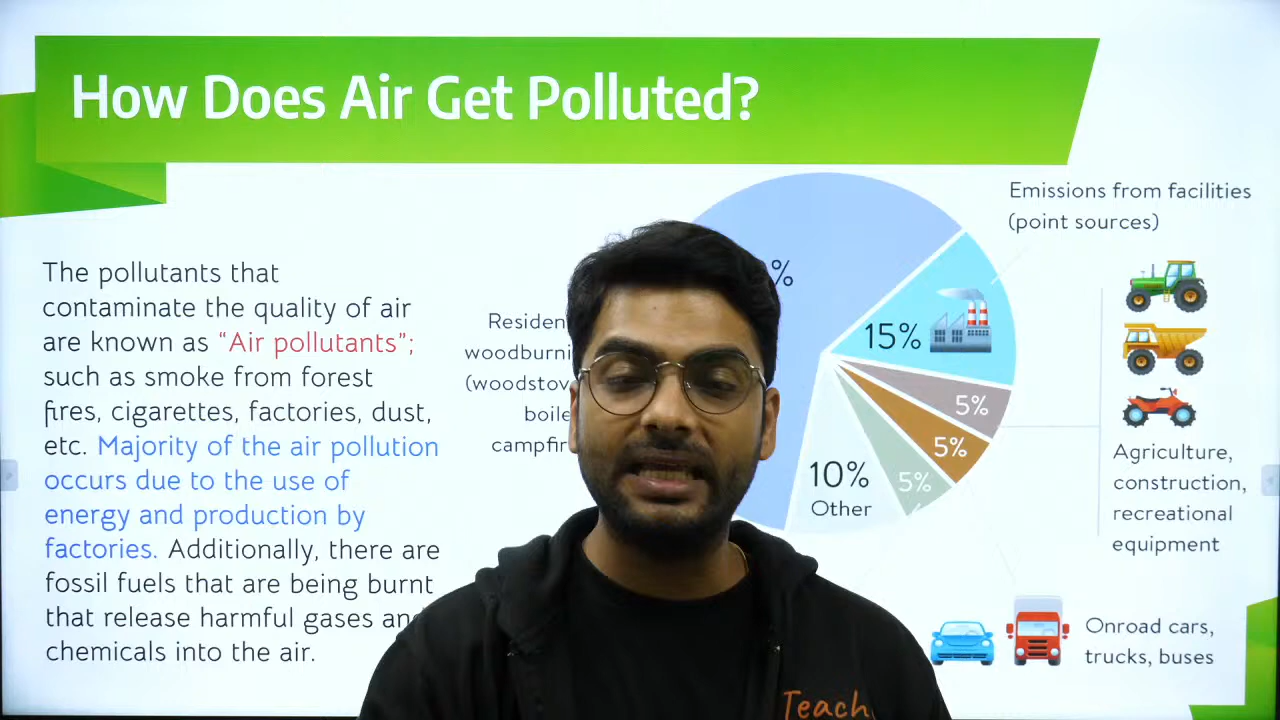 How Does Air Get Polluted?
The pollutants that
contaminate the quality of air
are known as “Air pollutants”;
such as smoke from forest
fires, cigarettes, factories, dust,
etc. Majority of the air pollution
occurs due to the use of
energy and production by
factories. Additionally, there are
fossil fuels that are being burnt
that release harmful gases
chemicals into the air.
%
15%
5%
5%
5%
10%
Other
Emissions from facilities
(point sources)
Agriculture,
construction,
recreational
equipment
Onroad cars,
trucks, buses
Teach